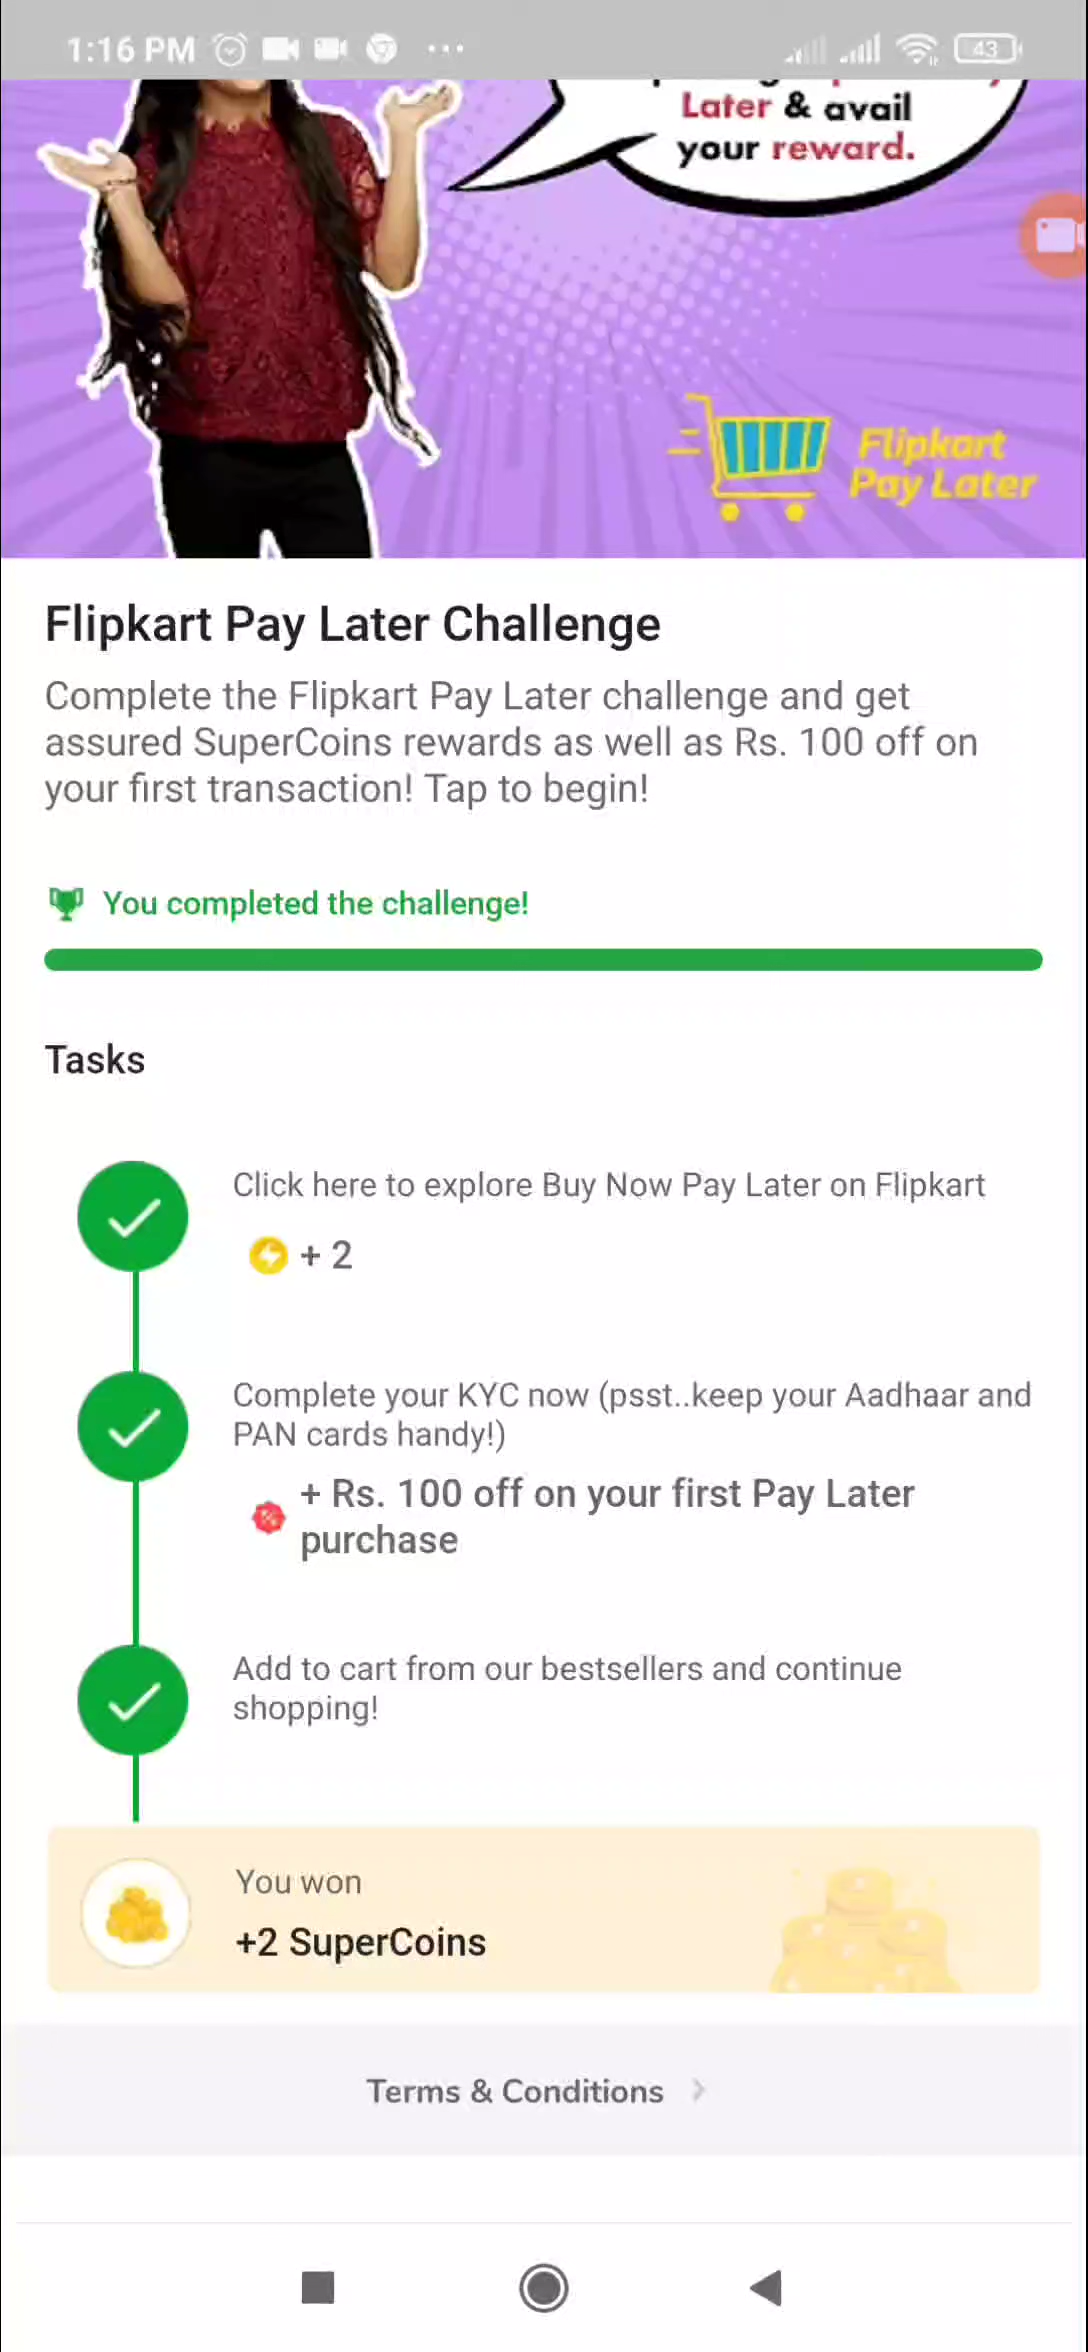 1:16 PM
43
Later & avail
your reward.
Flipkart
Pay Later
Flipkart Pay Later Challenge
Complete the Flipkart Pay Later challenge and get
assured SuperCoins rewards as well as Rs. 100 off on
your first transaction! Tap to begin!
You completed the challenge!
Tasks
Click here to explore Buy Now Pay Later on Flipkart
+ 2
Complete your KYC now (psst..keep your Aadhaar and
PAN cards handy!)
+ Rs. 100 off on your first Pay Later
purchase
Add to cart from our bestsellers and continue
shopping!
You won
+2 SuperCoins
Terms & Conditions